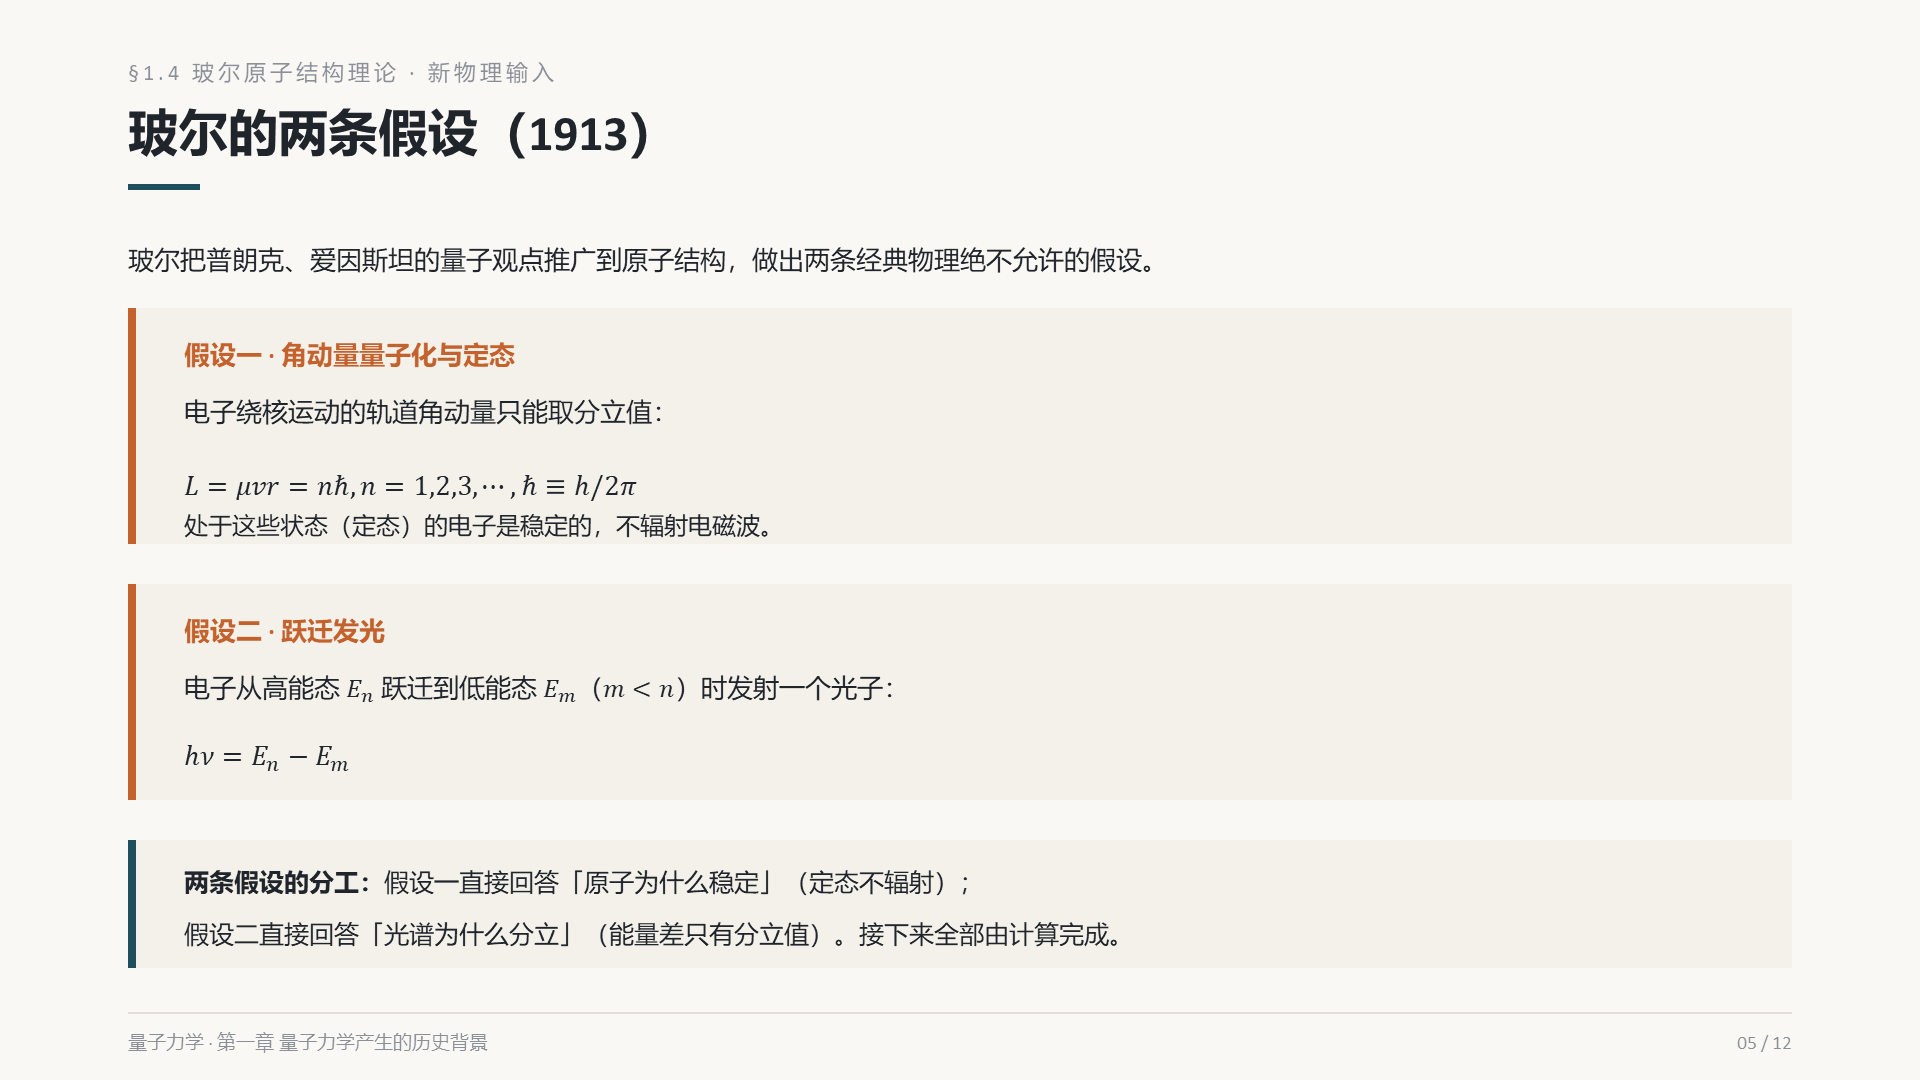 §1.4 玻尔原子结构理论 · 新物理输入
玻尔的两条假设（1913）
玻尔把普朗克、爱因斯坦的量子观点推广到原子结构，做出两条经典物理绝不允许的假设。
假设一 · 角动量量子化与定态
电子绕核运动的轨道角动量只能取分立值：
L = μvr = nℏ, n = 1,2,3, ⋯ , ℏ ≡ h/2π
处于这些状态（定态）的电子是稳定的，不辐射电磁波。
假设二 · 跃迁发光
电子从高能态 Eₙ 跃迁到低能态 Eₘ（m < n）时发射一个光子：
hν = Eₙ − Eₘ
两条假设的分工：假设一直接回答「原子为什么稳定」（定态不辐射）；
假设二直接回答「光谱为什么分立」（能量差只有分立值）。接下来全部由计算完成。
量子力学 · 第一章 量子力学产生的历史背景
05 / 12